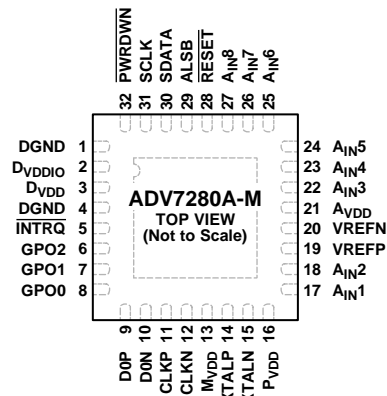 PWRDWN
SCLK
SDATA
ALSB
RESET
AIN8
AIN7
AIN6
32 31 30 29 28 27 26 25
DGND 1
DVDDIO 2
DVDD 3
DGND 4
INTRQ 5
GPO2 6
GPO1 7
GPO0 8
ADV7280A-M
TOP VIEW
(Not to Scale)
24 AIN5
23 AIN4
22 AIN3
21 AVDD
20 VREFN
19 VREFP
18 AIN2
17 AIN1
9 10 11 12 13 14 15 16
D0P
D0N
CLKP
CLKN
MVDD
XTALP
XTALN
PVDD